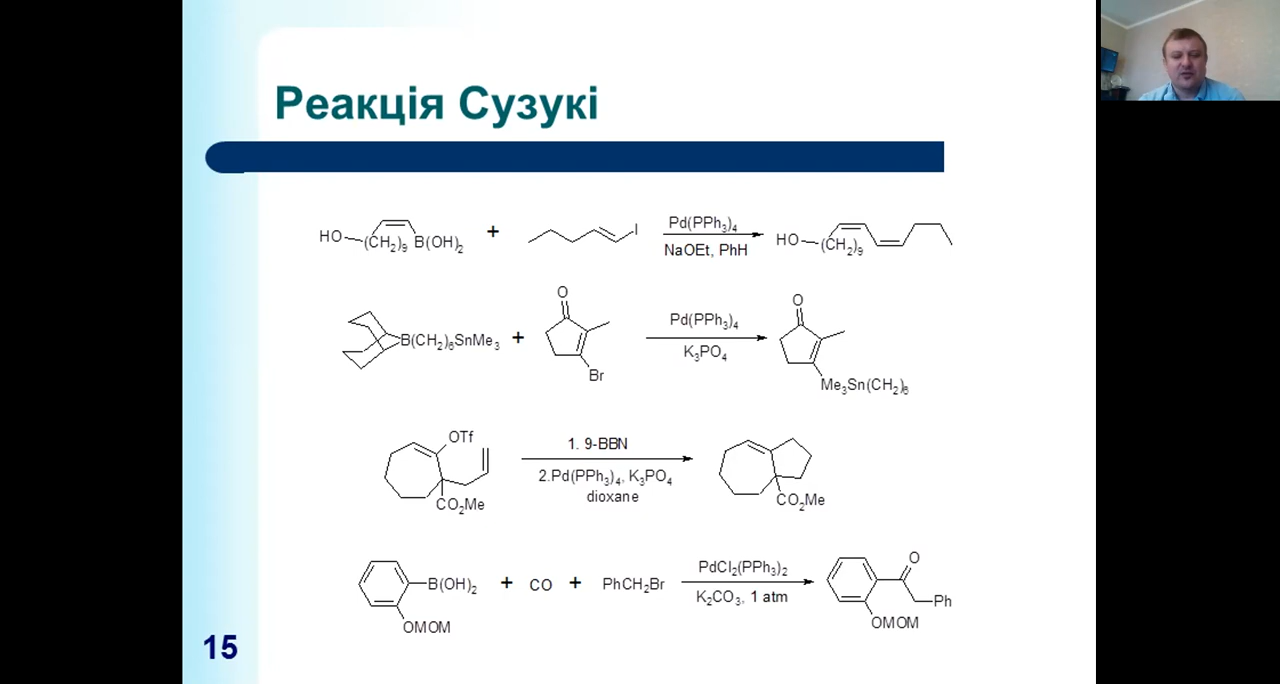 Реакція Сузукі
HO (CH₂)₉ B(OH)₂ + I Pd(PPh₃)₄ NaOEt, PhH HO (CH₂)₉
B(CH₂)₆SnMe₃ + O Br Pd(PPh₃)₄ K₃PO₄ O Me₃Sn(CH₂)₆
OTf CO₂Me 1. 9-BBN 2.Pd(PPh₃)₄, K₃PO₄ dioxane CO₂Me
B(OH)₂ OMOM + CO + PhCH₂Br PdCl₂(PPh₃)₂ K₂CO₃, 1 atm O Ph OMOM
15